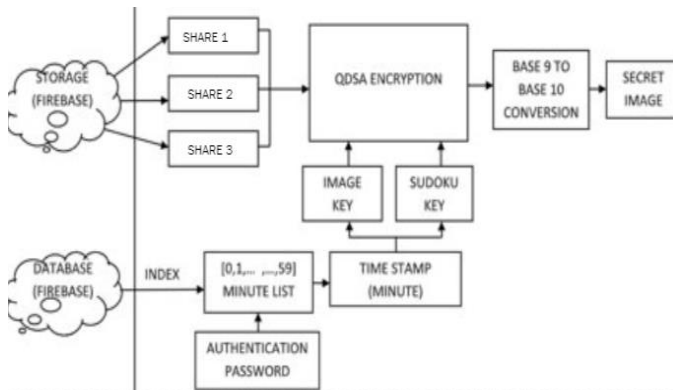 SHARE 1
STORAGE
(FIREBASE)
SHARE 2
SHARE 3
QDSA ENCRYPTION
BASE 9 TO
BASE 10
CONVERSION
SECRET
IMAGE
IMAGE
KEY
SUDOKU
KEY
DATABASE
(FIREBASE)
INDEX
[0,1,... ...,59]
MINUTE LIST
TIME STAMP
(MINUTE)
AUTHENTICATION
PASSWORD